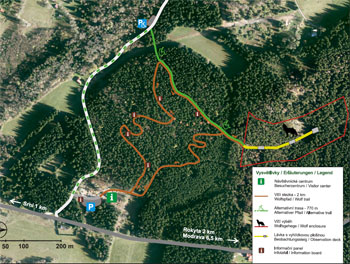 P
Srní 1 km
P
i
Rokyta 2 km
Modrava 6,5 km
50 100 200 m
Vysvětlivky / Erläuterungen / Legend
i
Návštěvnické centrum
Besucherzentrum / Visitor center
Vlčí stezka - 2 km
Wolfspfad / Wolf trail
Alternativní trasa - 770 m
Alternativer Pfad / Alternative trail
Vlčí výběh
Wolfsgehege / Wolf enclosure
Lávka s vyhlídkovou plošinou
Beobachtungssteg / Observation deck
Informační panel
Infotafel / Information board